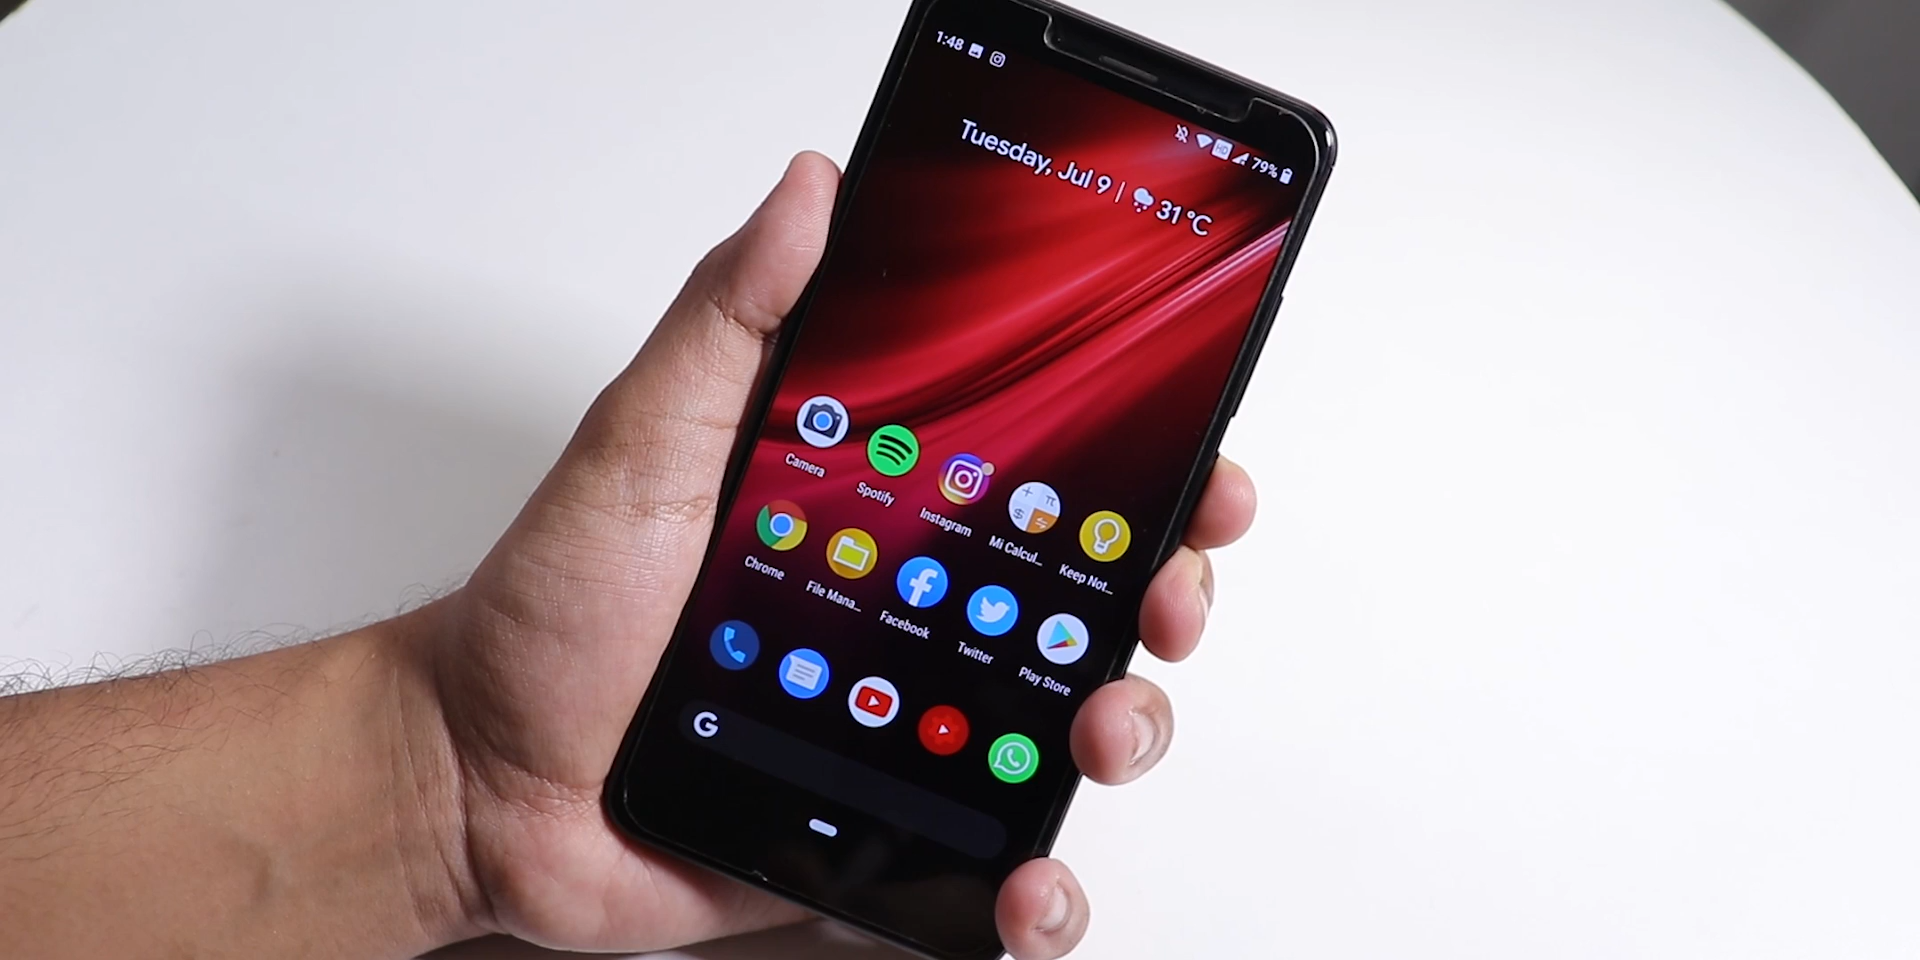 1:48
HD 79%
Tuesday, Jul 9 | 31°C
Camera
Spotify
Instagram
Mi Calcul...
Keep Not...
Chrome
File Mana...
Facebook
Twitter
Play Store
G